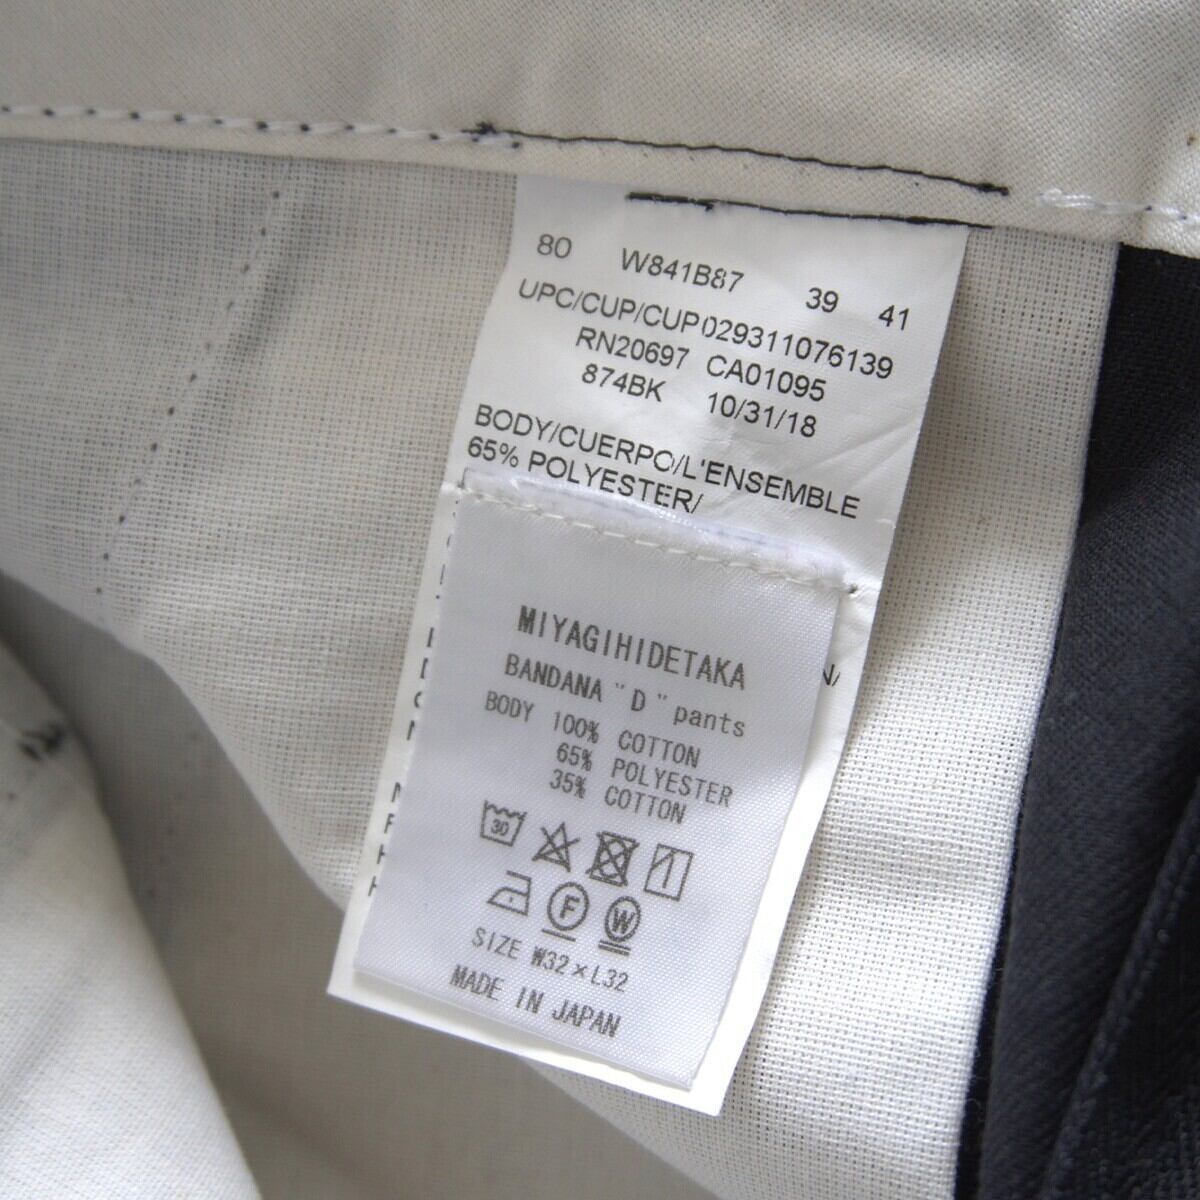 80 W841B87 39 41
UPC/CUP/CUP029311076139
RN20697 CA01095
874BK 10/31/18
BODY/CUERPO/L'ENSEMBLE
65% POLYESTER/
MIYAGIHIDETAKA
BANDANA "D" pants
BODY 100% COTTON
65% POLYESTER
35% COTTON
30
F W
SIZE W32×L32
MADE IN JAPAN